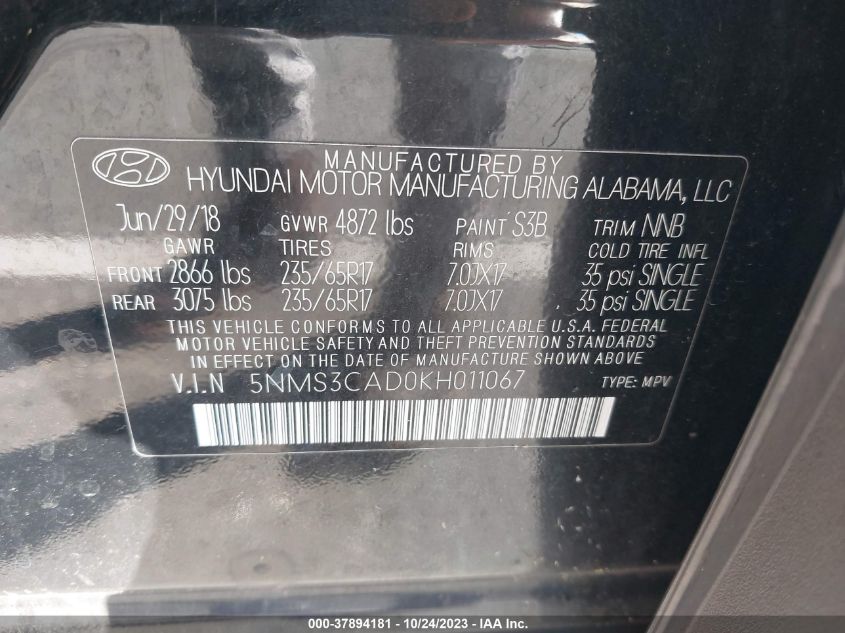 MANUFACTURED BY
HYUNDAI MOTOR MANUFACTURING ALABAMA, LLC
Jun/29/18 GVWR 4872 lbs PAINT S3B TRIM NNB
GAWR TIRES RIMS COLD TIRE INFL
FRONT 2866 lbs 235/65R17 7.0JX17 35 psi SINGLE
REAR 3075 lbs 235/65R17 7.0JX17 35 psi SINGLE
THIS VEHICLE CONFORMS TO ALL APPLICABLE U.S.A. FEDERAL
MOTOR VEHICLE SAFETY AND THEFT PREVENTION STANDARDS
IN EFFECT ON THE DATE OF MANUFACTURE SHOWN ABOVE.
V.I.N 5NMS3CAD0KH011067 TYPE: MPV
000-37894181 - 10/24/2023 - IAA Inc.